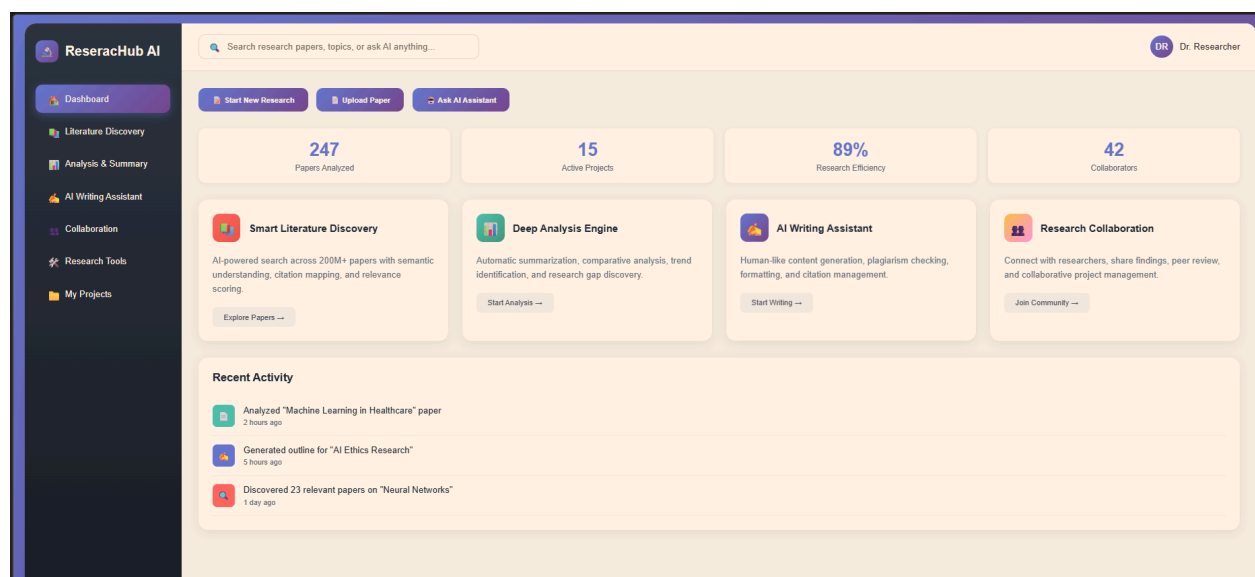 ReseracHub AI
Dashboard
Literature Discovery
Analysis & Summary
AI Writing Assistant
Collaboration
Research Tools
My Projects
Search research papers, topics, or ask AI anything...
DR Dr. Researcher
Start New Research
Upload Paper
Ask AI Assistant
247
Papers Analyzed
15
Active Projects
89%
Research Efficiency
42
Collaborators
Smart Literature Discovery
AI-powered search across 200M+ papers with semantic
understanding, citation mapping, and relevance
scoring.
Explore Papers →
Deep Analysis Engine
Automatic summarization, comparative analysis, trend
identification, and research gap discovery.
Start Analysis →
AI Writing Assistant
Human-like content generation, plagiarism checking,
formatting, and citation management.
Start Writing →
Research Collaboration
Connect with researchers, share findings, peer review,
and collaborative project management.
Join Community →
Recent Activity
Analyzed "Machine Learning in Healthcare" paper
2 hours ago
Generated outline for "AI Ethics Research"
5 hours ago
Discovered 23 relevant papers on "Neural Networks"
1 day ago